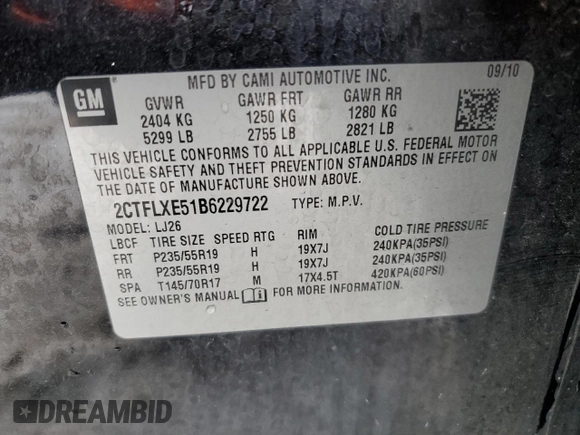 MFD BY CAMI AUTOMOTIVE INC. 09/10
GM
GVWR GAWR FRT GAWR RR
2404 KG 1250 KG 1280 KG
5299 LB 2755 LB 2821 LB
THIS VEHICLE CONFORMS TO ALL APPLICABLE U.S. FEDERAL MOTOR
VEHICLE SAFETY AND THEFT PREVENTION STANDARDS IN EFFECT ON
THE DATE OF MANUFACTURE SHOWN ABOVE.
2CTFLXE51B6229722 TYPE: M.P.V.
MODEL: LJ26
LBCF TIRE SIZE SPEED RTG RIM COLD TIRE PRESSURE
FRT P235/55R19 H 19X7J 240KPA(35PSI)
RR P235/55R19 H 19X7J 240KPA(35PSI)
SPA T145/70R17 M 17X4.5T 420KPA(60PSI)
SEE OWNER'S MANUAL FOR MORE INFORMATION.
DREAMBID